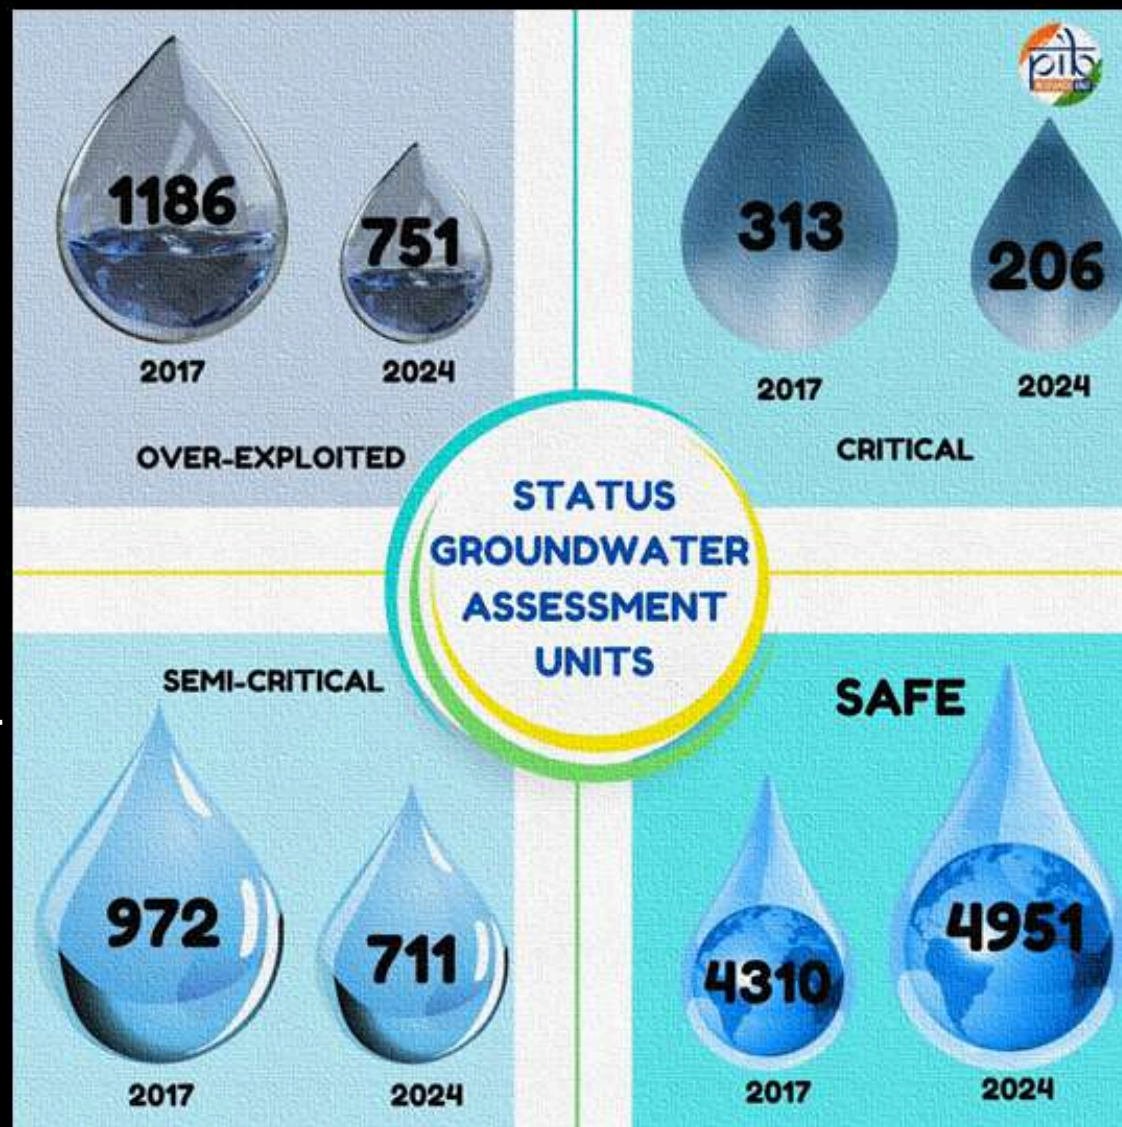 1186
751
2017
2024
OVER-EXPLOITED
pib
313
206
2017
2024
CRITICAL
STATUS
GROUNDWATER
ASSESSMENT
UNITS
SEMI-CRITICAL
972
711
2017
2024
SAFE
4310
4951
2017
2024